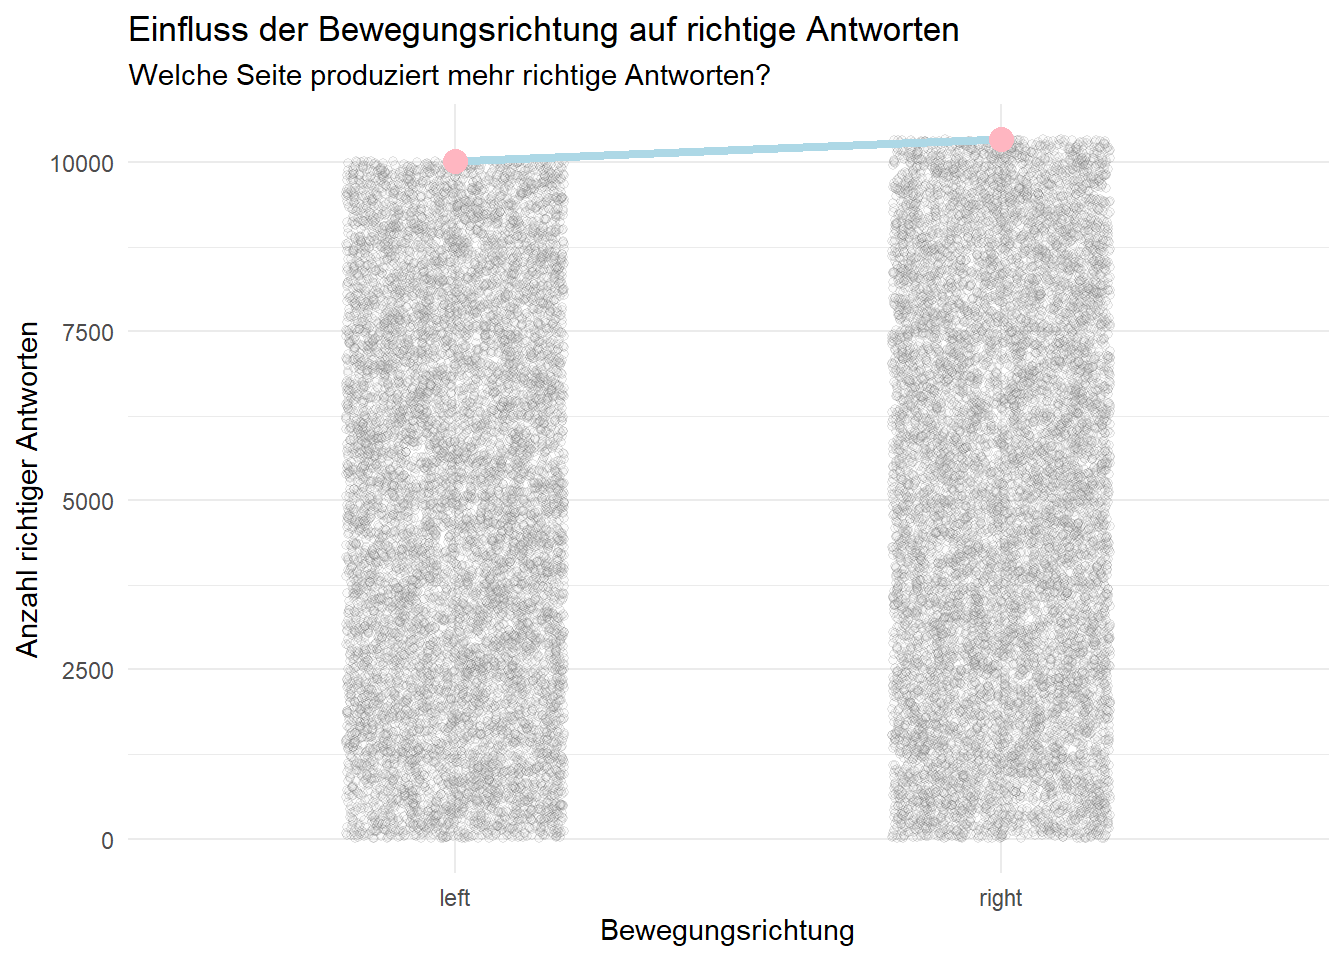 Einfluss der Bewegungsrichtung auf richtige Antworten
Welche Seite produziert mehr richtige Antworten?
Anzahl richtiger Antworten
10000
7500
5000
2500
0
left
right
Bewegungsrichtung